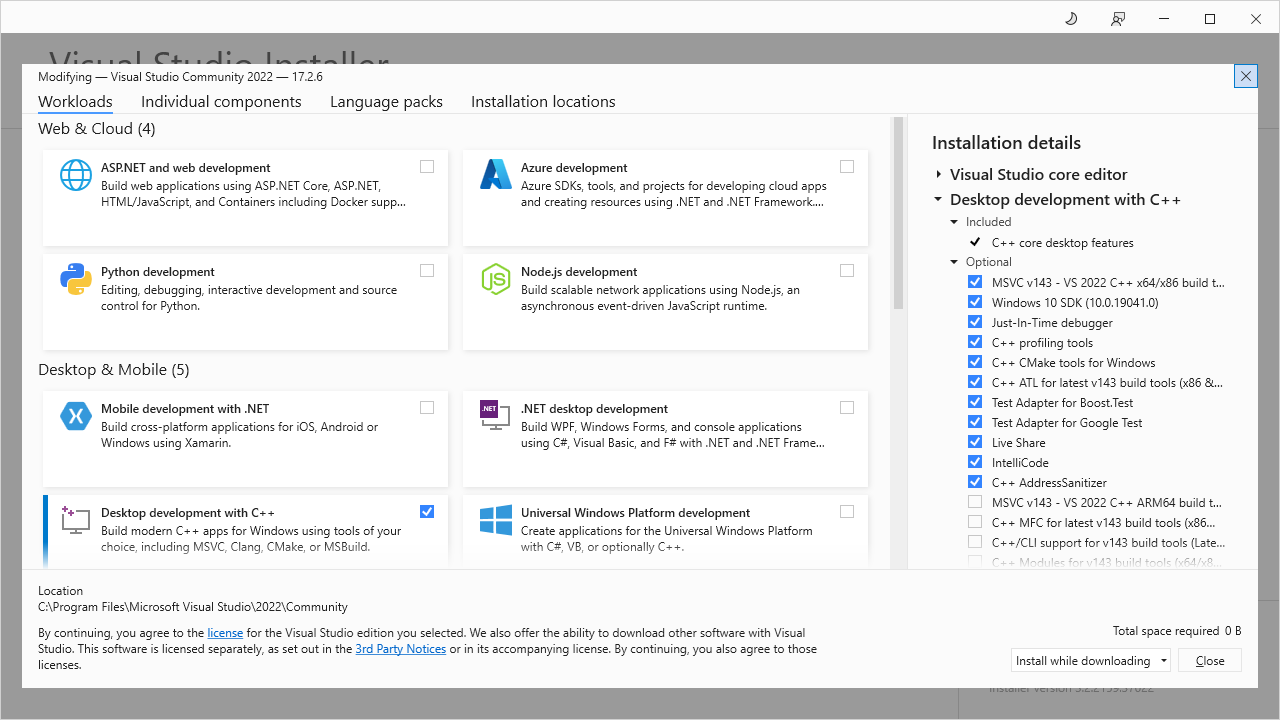 Visual Studio Installer
Modifying — Visual Studio Community 2022 — 17.2.6
Workloads
Individual components
Language packs
Installation locations
Web & Cloud (4)
ASP.NET and web development
Build web applications using ASP.NET Core, ASP.NET,
HTML/JavaScript, and Containers including Docker supp...
Azure development
Azure SDKs, tools, and projects for developing cloud apps
and creating resources using .NET and .NET Framework....
Python development
Editing, debugging, interactive development and source
control for Python.
JS
Node.js development
Build scalable network applications using Node.js, an
asynchronous event-driven JavaScript runtime.
Desktop & Mobile (5)
Mobile development with .NET
Build cross-platform applications for iOS, Android or
Windows using Xamarin.
.NET
.NET desktop development
Build WPF, Windows Forms, and console applications
using C#, Visual Basic, and F# with .NET and .NET Frame...
Desktop development with C++
Build modern C++ apps for Windows using tools of your
choice, including MSVC, Clang, CMake, or MSBuild.
Universal Windows Platform development
Create applications for the Universal Windows Platform
with C#, VB, or optionally C++.
Installation details
Visual Studio core editor
Desktop development with C++
Included
C++ core desktop features
Optional
MSVC v143 - VS 2022 C++ x64/x86 build t...
Windows 10 SDK (10.0.19041.0)
Just-In-Time debugger
C++ profiling tools
C++ CMake tools for Windows
C++ ATL for latest v143 build tools (x86 &...
Test Adapter for Boost.Test
Test Adapter for Google Test
Live Share
IntelliCode
C++ AddressSanitizer
MSVC v143 - VS 2022 C++ ARM64 build t...
C++ MFC for latest v143 build tools (x86...
C++/CLI support for v143 build tools (Late...
C++ Modules for v143 build tools (x64/x8...
Location
C:\Program Files\Microsoft Visual Studio\2022\Community
By continuing, you agree to the license for the Visual Studio edition you selected. We also offer the ability to download other software with Visual
Studio. This software is licensed separately, as set out in the 3rd Party Notices or in its accompanying license. By continuing, you also agree to those
licenses.
Total space required 0 B
Install while downloading
Close